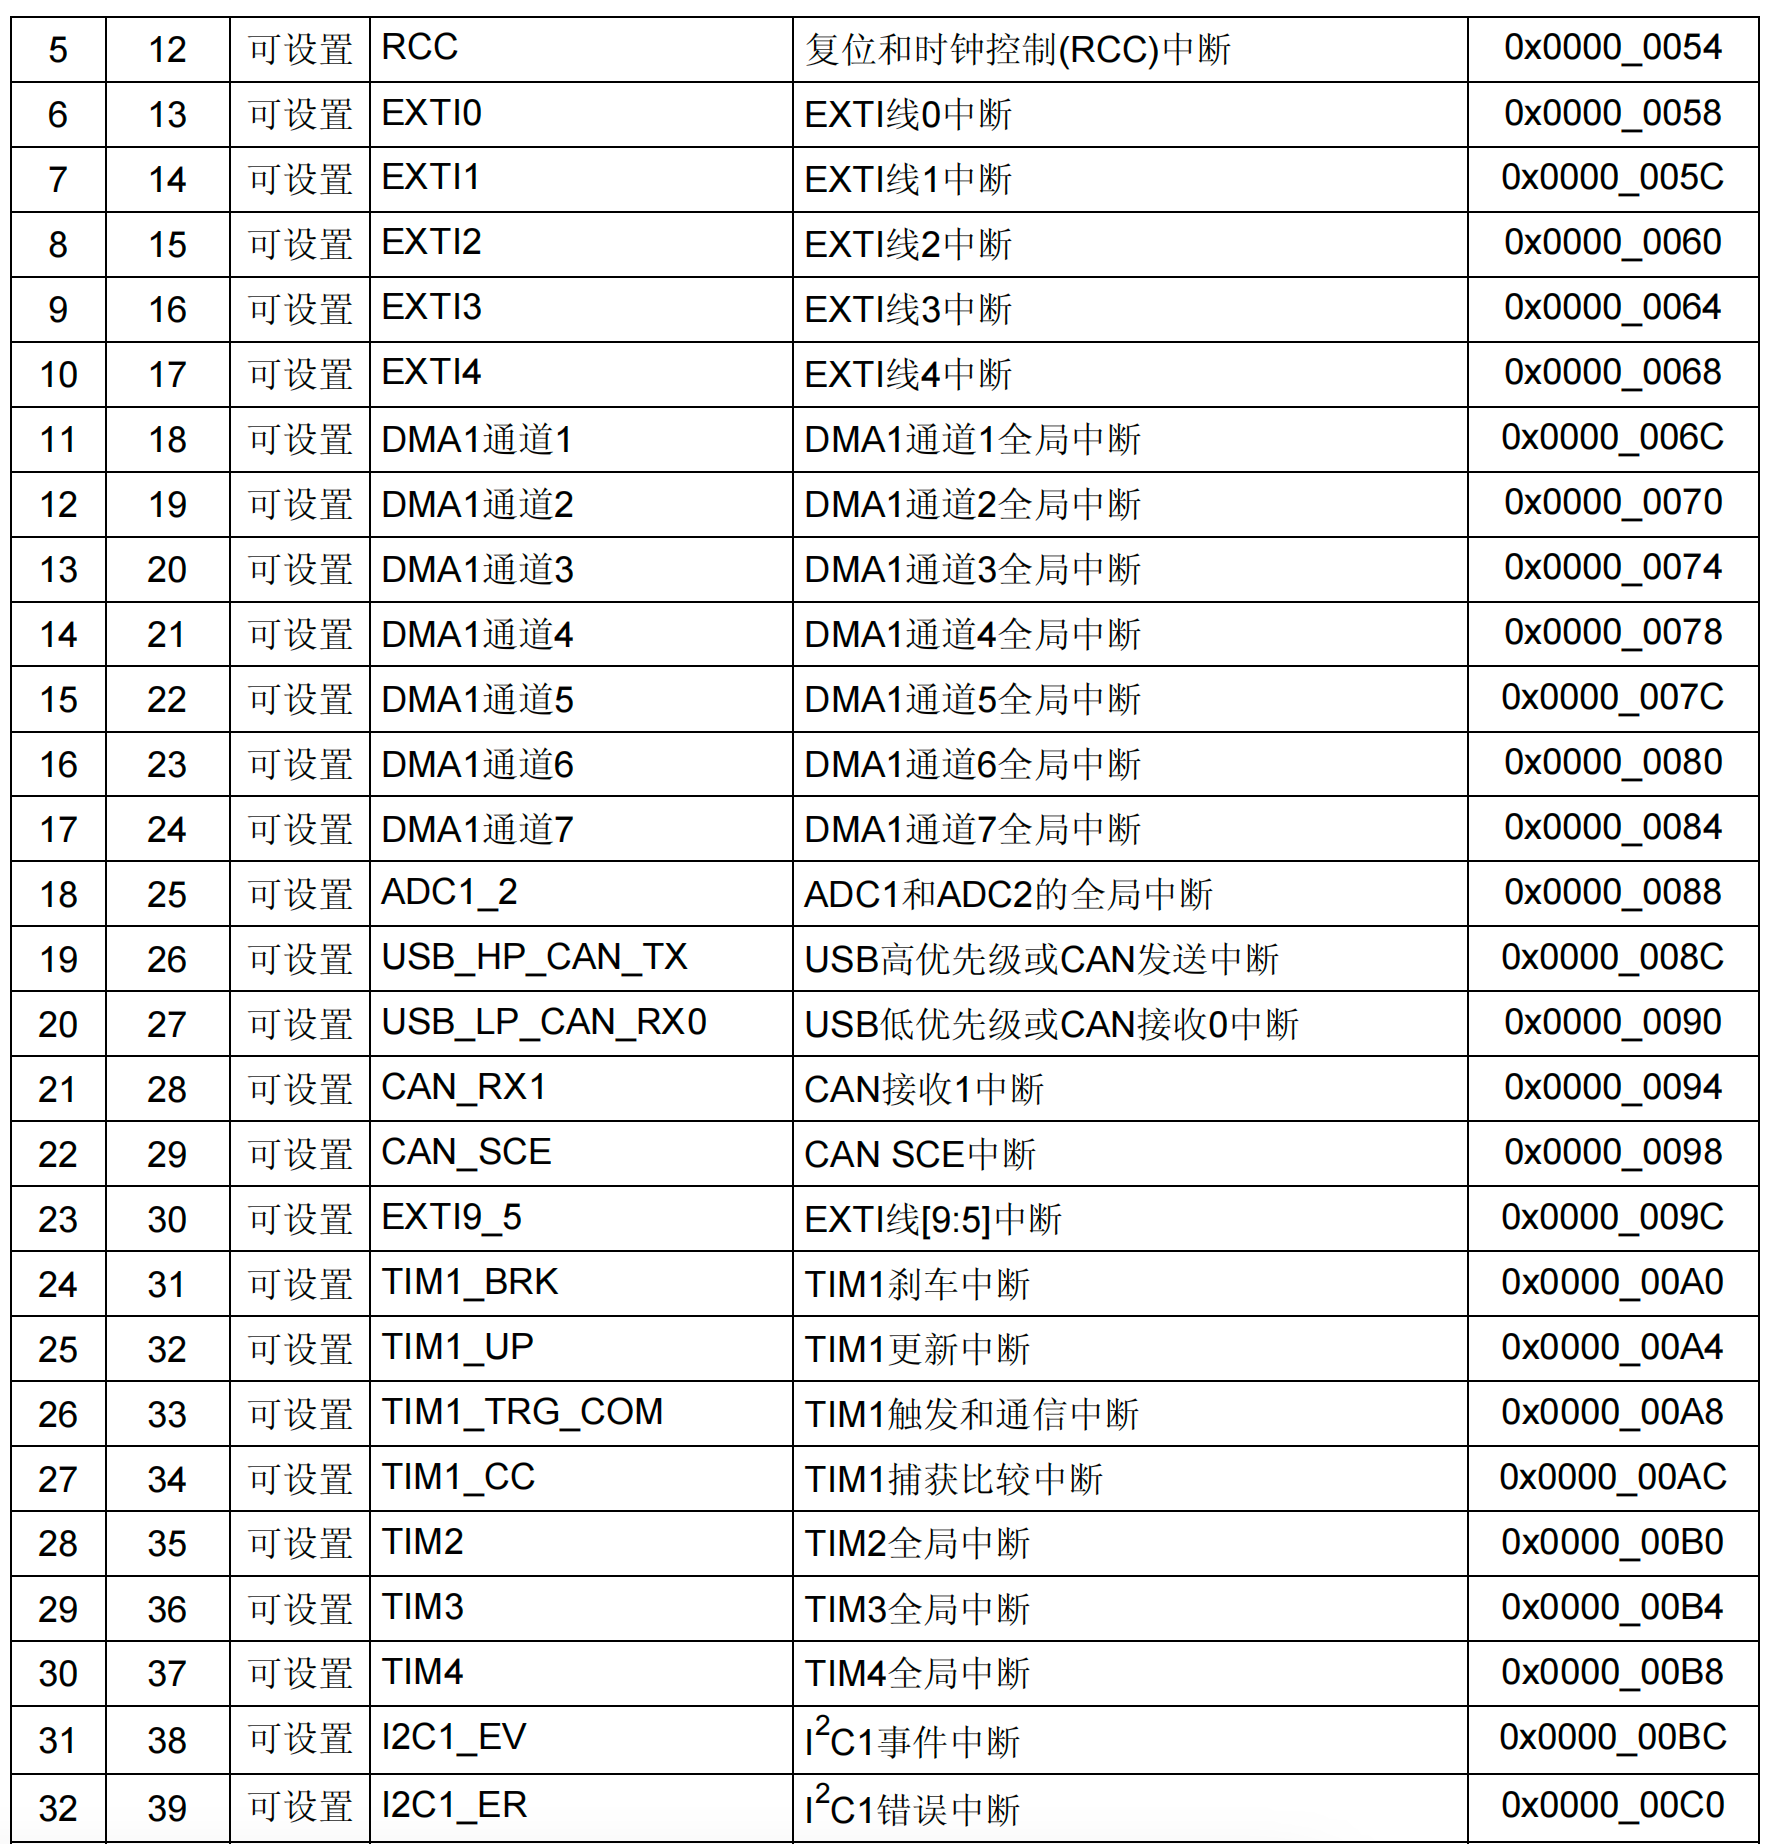 5 12 可设置 RCC 复位和时钟控制(RCC)中断 0x0000_0054
6 13 可设置 EXTI0 EXTI线0中断 0x0000_0058
7 14 可设置 EXTI1 EXTI线1中断 0x0000_005C
8 15 可设置 EXTI2 EXTI线2中断 0x0000_0060
9 16 可设置 EXTI3 EXTI线3中断 0x0000_0064
10 17 可设置 EXTI4 EXTI线4中断 0x0000_0068
11 18 可设置 DMA1通道1 DMA1通道1全局中断 0x0000_006C
12 19 可设置 DMA1通道2 DMA1通道2全局中断 0x0000_0070
13 20 可设置 DMA1通道3 DMA1通道3全局中断 0x0000_0074
14 21 可设置 DMA1通道4 DMA1通道4全局中断 0x0000_0078
15 22 可设置 DMA1通道5 DMA1通道5全局中断 0x0000_007C
16 23 可设置 DMA1通道6 DMA1通道6全局中断 0x0000_0080
17 24 可设置 DMA1通道7 DMA1通道7全局中断 0x0000_0084
18 25 可设置 ADC1_2 ADC1和ADC2的全局中断 0x0000_0088
19 26 可设置 USB_HP_CAN_TX USB高优先级或CAN发送中断 0x0000_008C
20 27 可设置 USB_LP_CAN_RX0 USB低优先级或CAN接收0中断 0x0000_0090
21 28 可设置 CAN_RX1 CAN接收1中断 0x0000_0094
22 29 可设置 CAN_SCE CAN SCE中断 0x0000_0098
23 30 可设置 EXTI9_5 EXTI线[9:5]中断 0x0000_009C
24 31 可设置 TIM1_BRK TIM1刹车中断 0x0000_00A0
25 32 可设置 TIM1_UP TIM1更新中断 0x0000_00A4
26 33 可设置 TIM1_TRG_COM TIM1触发和通信中断 0x0000_00A8
27 34 可设置 TIM1_CC TIM1捕获比较中断 0x0000_00AC
28 35 可设置 TIM2 TIM2全局中断 0x0000_00B0
29 36 可设置 TIM3 TIM3全局中断 0x0000_00B4
30 37 可设置 TIM4 TIM4全局中断 0x0000_00B8
31 38 可设置 I2C1_EV I²C1事件中断 0x0000_00BC
32 39 可设置 I2C1_ER I²C1错误中断 0x0000_00C0